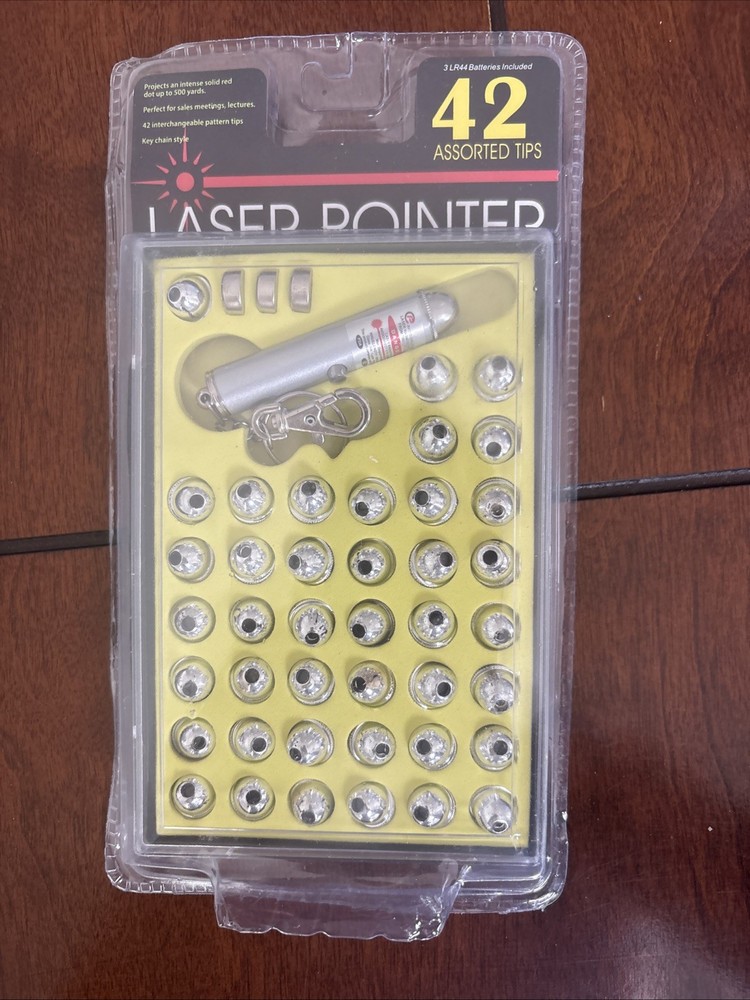 Projects an intense solid red
dot up to 500 yards.
Perfect for sales meetings, lectures.
42 interchangeable pattern tips
Key chain style
3 LR44 Batteries Included
42
ASSORTED TIPS
LASER POINTER